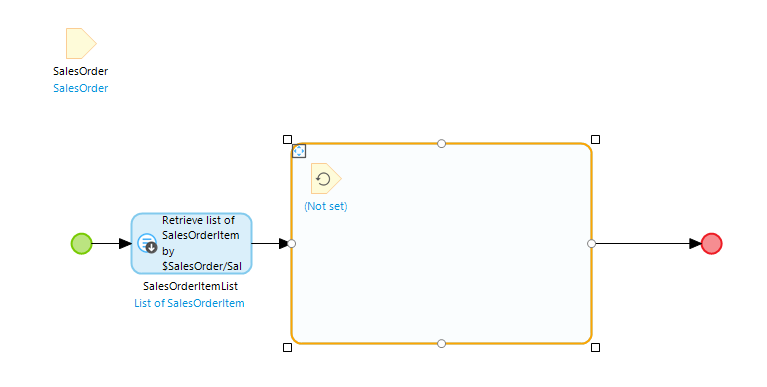 SalesOrder
SalesOrder
Retrieve list of
SalesOrderItem
by
$SalesOrder/Sal
SalesOrderItemList
List of SalesOrderItem
(Not set)